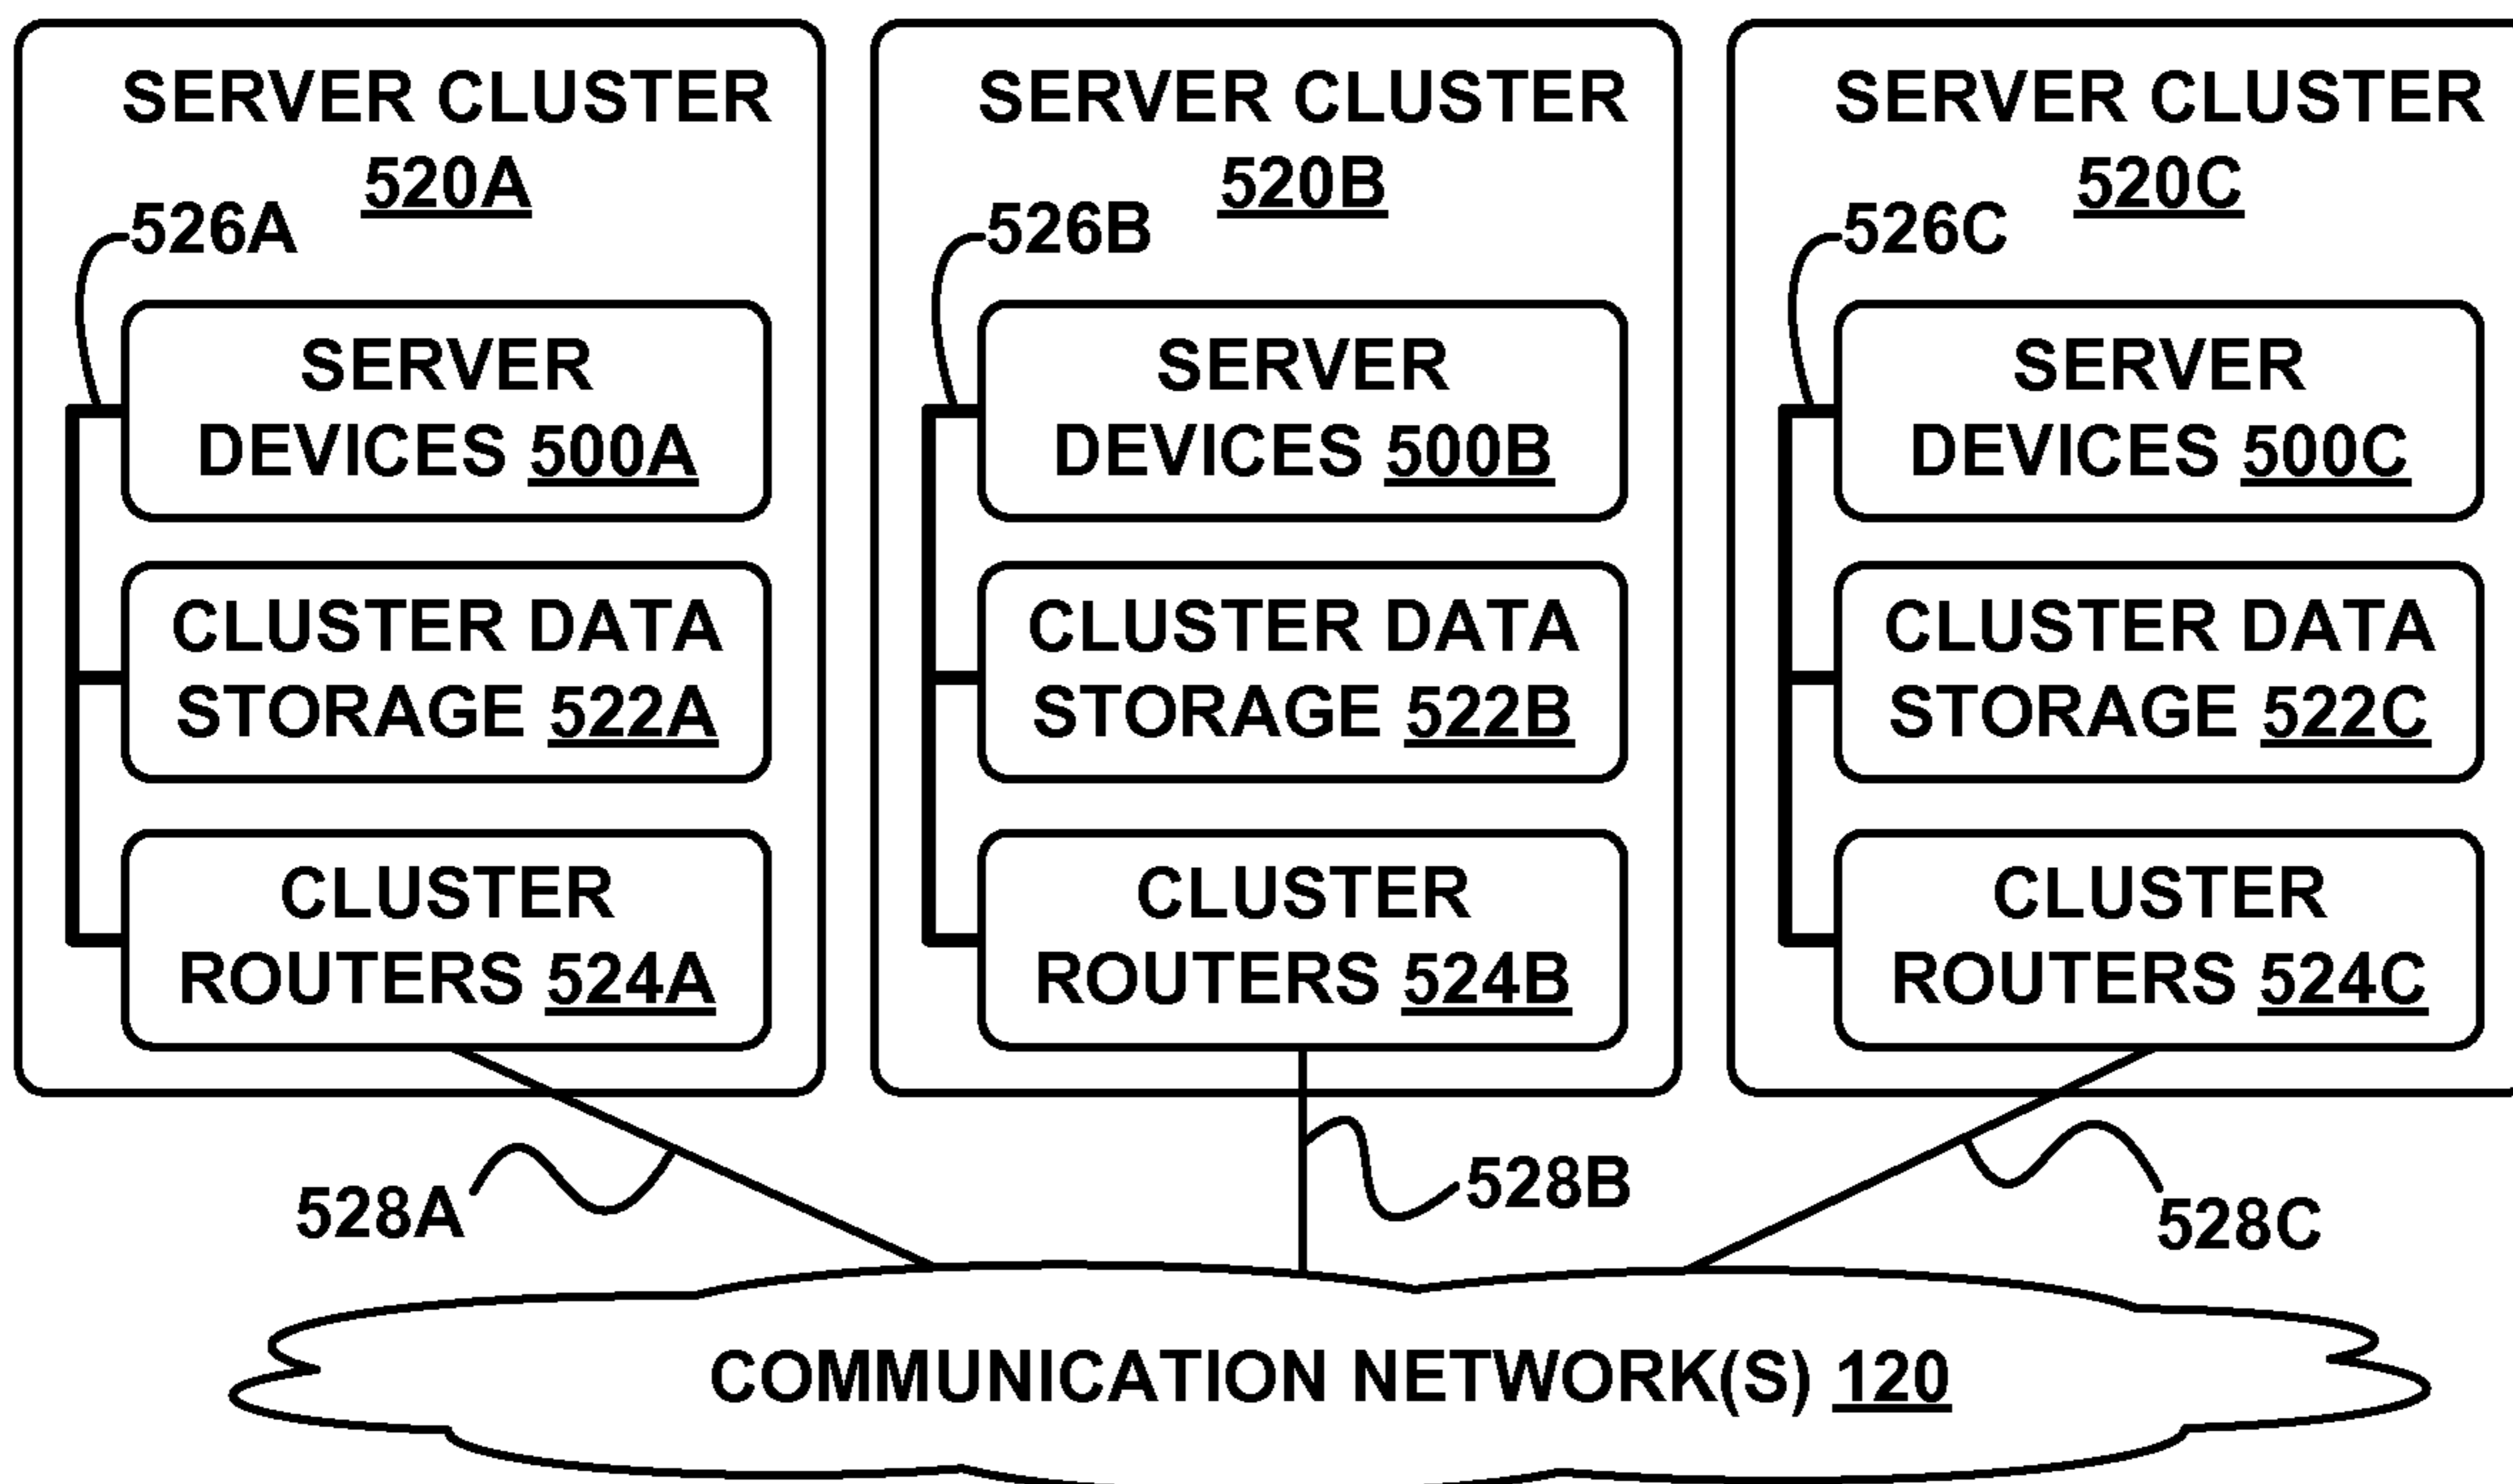 SERVER CLUSTER
520A
526A
SERVER
DEVICES 500A
CLUSTER DATA
STORAGE 522A
CLUSTER
ROUTERS 524A
SERVER CLUSTER
520B
526B
SERVER
DEVICES 500B
CLUSTER DATA
STORAGE 522B
CLUSTER
ROUTERS 524B
SERVER CLUSTER
520C
526C
SERVER
DEVICES 500C
CLUSTER DATA
STORAGE 522C
CLUSTER
ROUTERS 524C
528A
528B
528C
COMMUNICATION NETWORK(S) 120